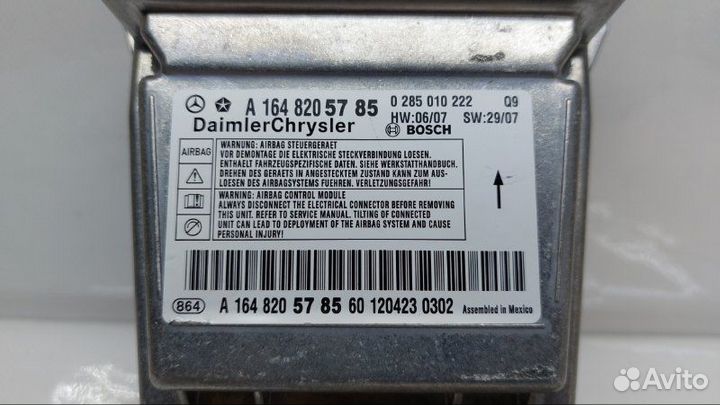 A 164 820 57 85 0 285 010 222 Q9
HW:06/07 SW:29/07
DaimlerChrysler BOSCH
AIRBAG
WARNUNG: AIRBAG STEUERGERAET
VOR DEMONTAGE DIE ELEKTRISCHE STECKVERBINDUNG LOESEN.
ENTHAELT FAHRZEUGSPEZIFISCHE DATEN. (SIEHE WERKSTATTHANDBUCH.
DREHEN DES GERAETS IN ANGESTECKTEM ZUSTAND KANN ZUM AUS-
LOESEN DES AIRBAGSYSTEMS FUEHREN. VERLETZUNGSGEFAHR!
WARNING: AIRBAG CONTROL MODULE
ALWAYS DISCONNECT THE ELECTRICAL CONNECTOR BEFORE REMOVING
THIS UNIT. REFER TO SERVICE MANUAL. TILTING OF CONNECTED
UNIT CAN LEAD TO DEPLOYMENT OF THE AIRBAG SYSTEM AND CAUSE
PERSONAL INJURY!
864 A 164 820 57 85 60 120423 0302 Assembled in Mexico
Avito